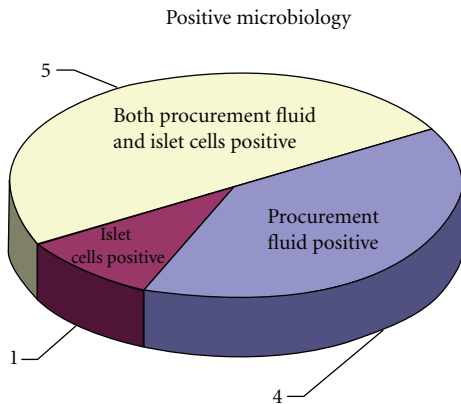 Positive microbiology
5
Both procurement fluid
and islet cells positive
Procurement
fluid positive
Islet
cells positive
1
4